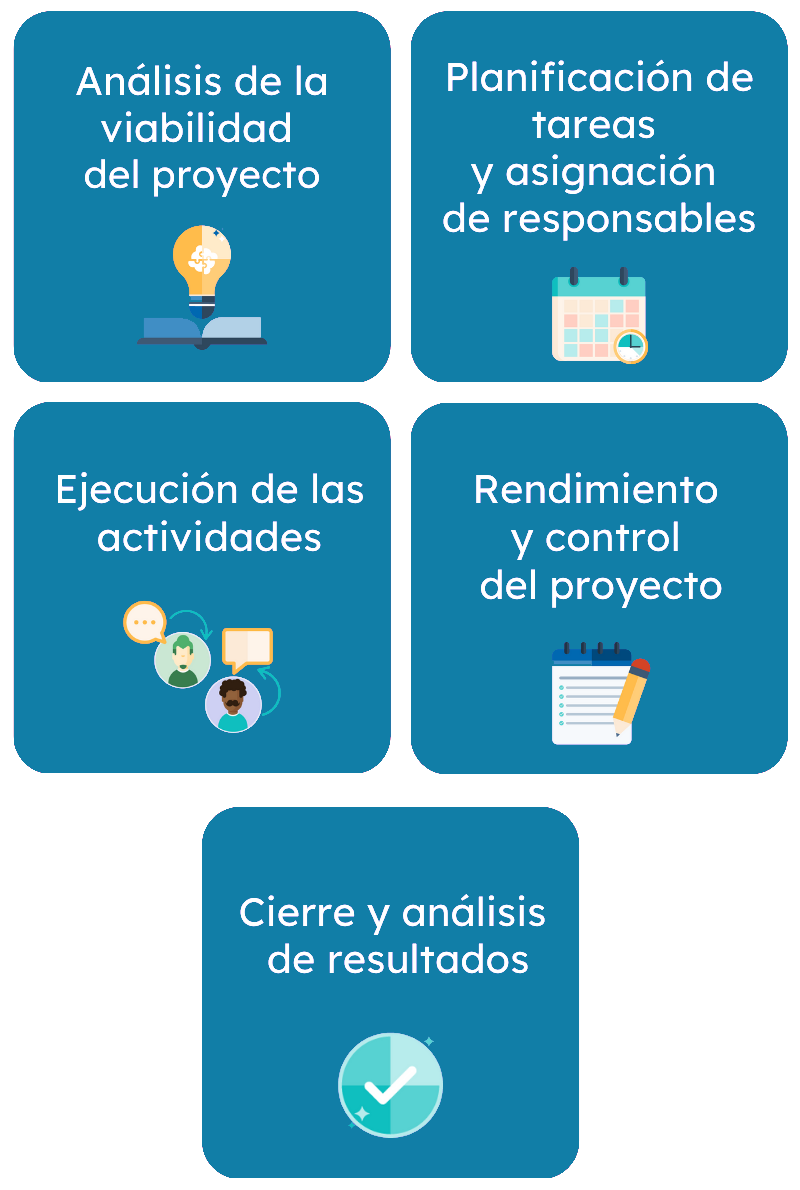 Análisis de la
viabilidad
del proyecto
Planificación de
tareas
y asignación
de responsables
Ejecución de las
actividades
Rendimiento
y control
del proyecto
Cierre y análisis
de resultados